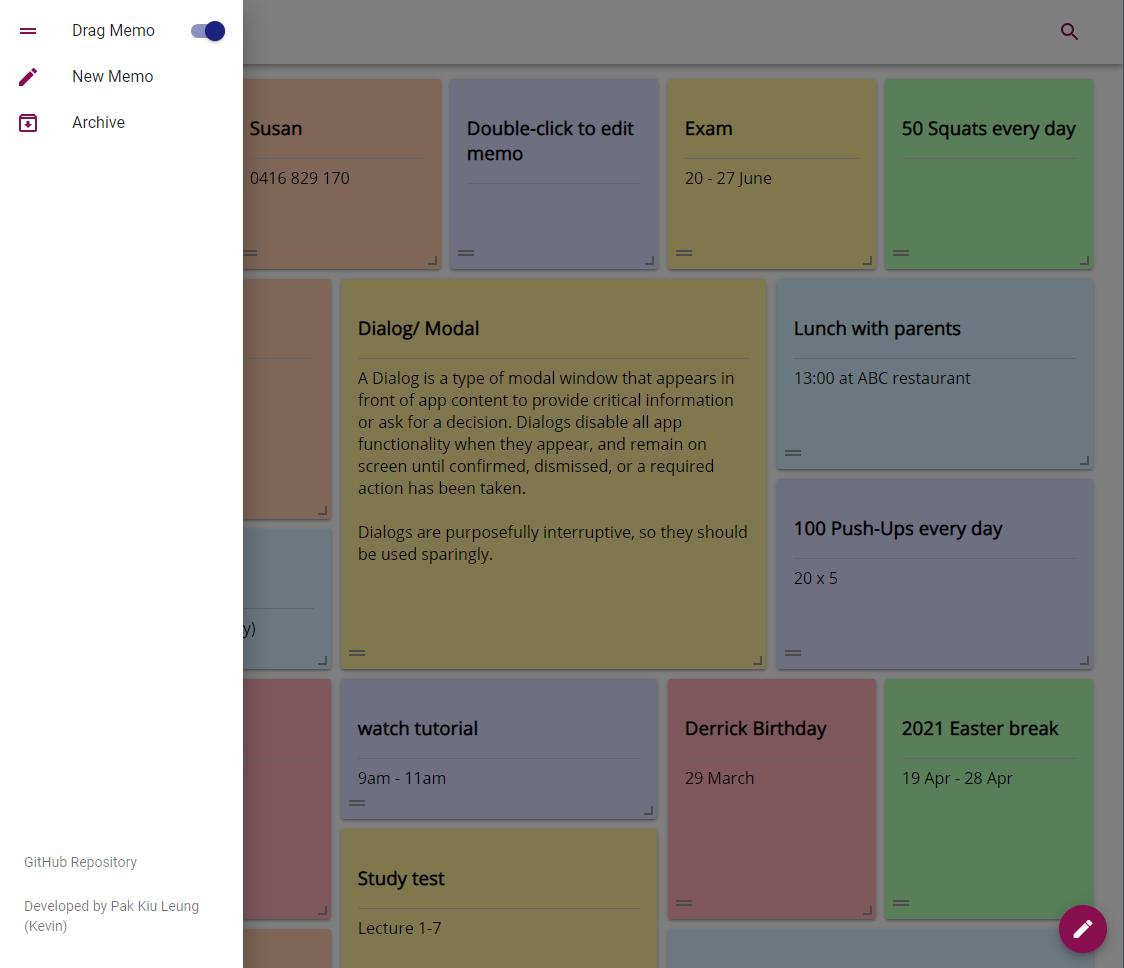 Drag Memo
New Memo
Archive
GitHub Repository
Developed by Pak Kiu Leung
(Kevin)
Susan
0416 829 170
Double-click to edit
memo
Exam
20 - 27 June
50 Squats every day
Dialog/ Modal
A Dialog is a type of modal window that appears in
front of app content to provide critical information
or ask for a decision. Dialogs disable all app
functionality when they appear, and remain on
screen until confirmed, dismissed, or a required
action has been taken.
Dialogs are purposefully interruptive, so they should
be used sparingly.
Lunch with parents
13:00 at ABC restaurant
100 Push-Ups every day
20 x 5
y)
watch tutorial
9am - 11am
Derrick Birthday
29 March
2021 Easter break
19 Apr - 28 Apr
Study test
Lecture 1-7